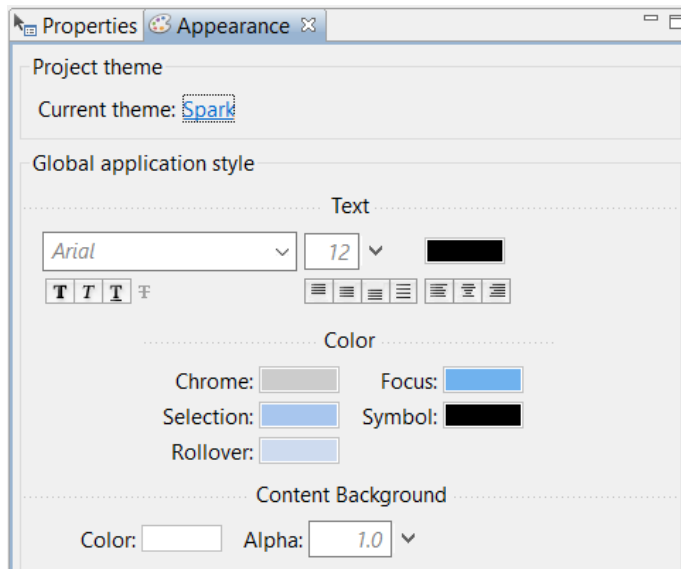 Properties Appearance
Project theme
Current theme: Spark
Global application style
Text
Arial 12
T T T T
Color
Chrome: Focus:
Selection: Symbol:
Rollover:
Content Background
Color: Alpha: 1.0